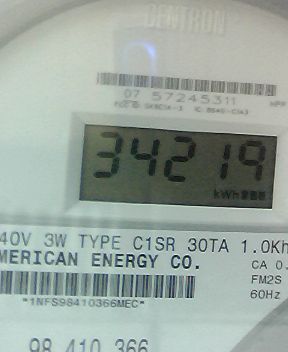 CENTRON
07 57245311
34219
kWh
40V 3W TYPE C1SR 30TA 1.0Kh
MERICAN ENERGY CO.
CA 0.
FM2S
60Hz
*1NFS98410366MEC*
98 410 366